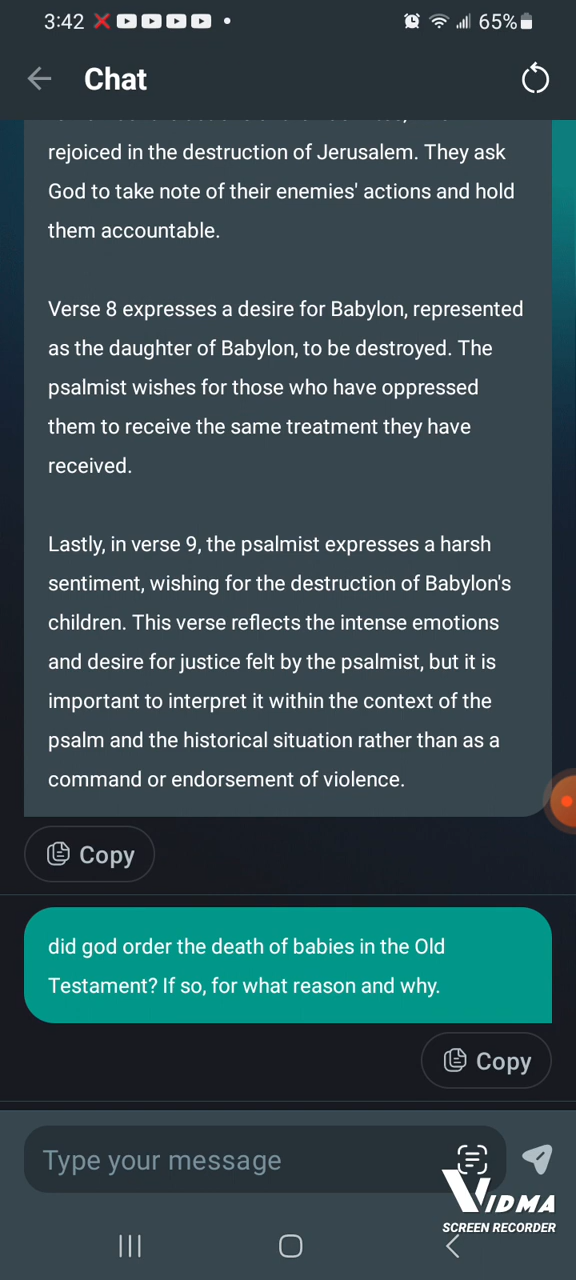 3:42
65%
Chat
rejoiced in the destruction of Jerusalem. They ask
God to take note of their enemies' actions and hold
them accountable.
Verse 8 expresses a desire for Babylon, represented
as the daughter of Babylon, to be destroyed. The
psalmist wishes for those who have oppressed
them to receive the same treatment they have
received.
Lastly, in verse 9, the psalmist expresses a harsh
sentiment, wishing for the destruction of Babylon's
children. This verse reflects the intense emotions
and desire for justice felt by the psalmist, but it is
important to interpret it within the context of the
psalm and the historical situation rather than as a
command or endorsement of violence.
Copy
did god order the death of babies in the Old
Testament? If so, for what reason and why.
Copy
Type your message
VIDMA
SCREEN RECORDER